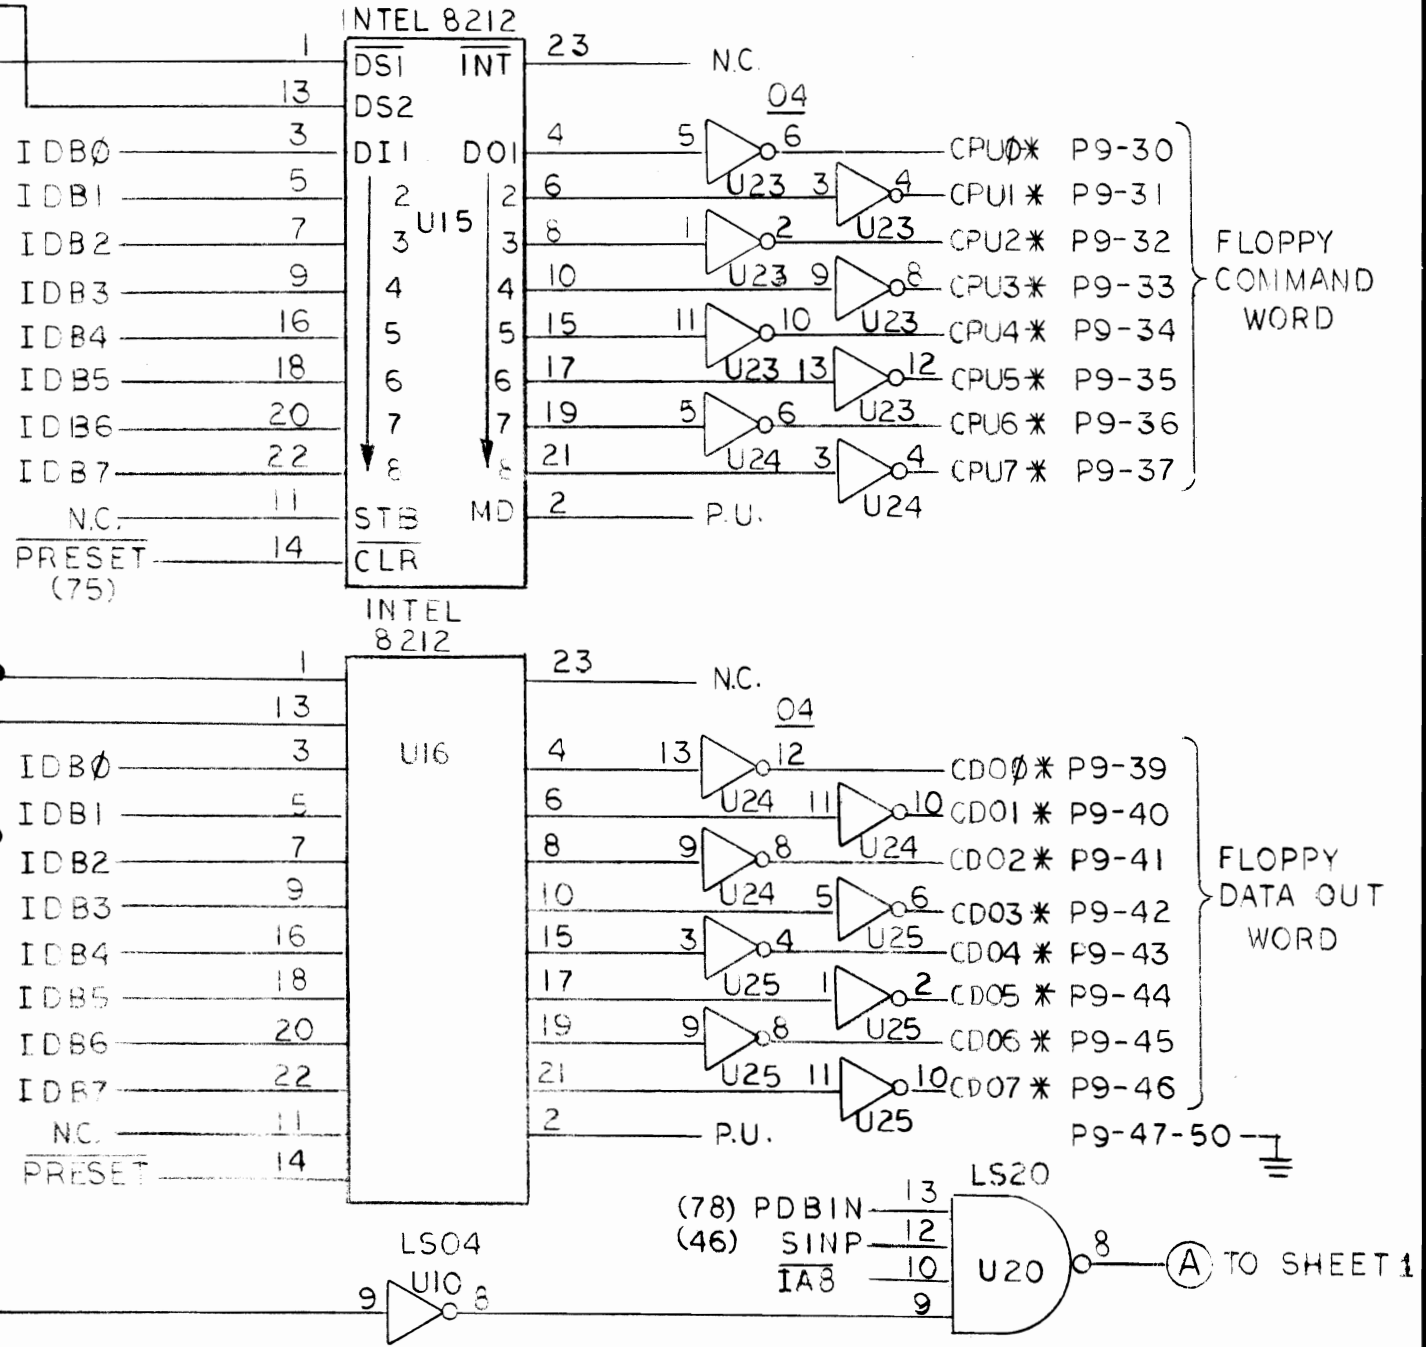 INTEL 8212
1 DS1 INT 23 N.C.
13 DS2 04
IDBØ 3 DI1 DO1 4 5 6 CPUØ* P9-30
IDB1 5 2 2 6 U23 3 4 CPU1* P9-31
U15 U23
IDB2 7 3 3 8 1 2 CPU2* P9-32 FLOPPY
IDB3 9 4 4 10 U23 9 8 CPU3* P9-33 COMMAND
U23 WORD
IDB4 16 5 5 15 11 10 CPU4* P9-34
IDB5 18 6 6 17 U23 13 12 CPU5* P9-35
U23
IDB6 20 7 7 19 5 6 CPU6* P9-36
IDB7 22 8 8 21 U24 3 4 CPU7* P9-37
U24
N.C. 11 STB MD 2 P.U.
PRESET 14 CLR
(75)
INTEL
8212
1 23 N.C.
13 04
IDBØ 3 U16 4 13 12 CDOØ* P9-39
IDB1 5 6 U24 11 10 CDO1* P9-40
U24
IDB2 7 8 9 8 CDO2* P9-41 FLOPPY
IDB3 9 10 U24 5 6 CDO3* P9-42 DATA OUT
U25 WORD
IDB4 16 15 3 4 CDO4* P9-43
IDB5 18 17 U25 1 2 CDO5* P9-44
U25
IDB6 20 19 9 8 CDO6* P9-45
IDB7 22 21 U25 11 10 CDO7* P9-46
U25
N.C. 11 2 P.U. P9-47-50
PRESET 14
LS20
(78) PDBIN 13
(46) SINP 12
IA8 10 U20 8 A TO SHEET 1
LS04
U10
9 8 9